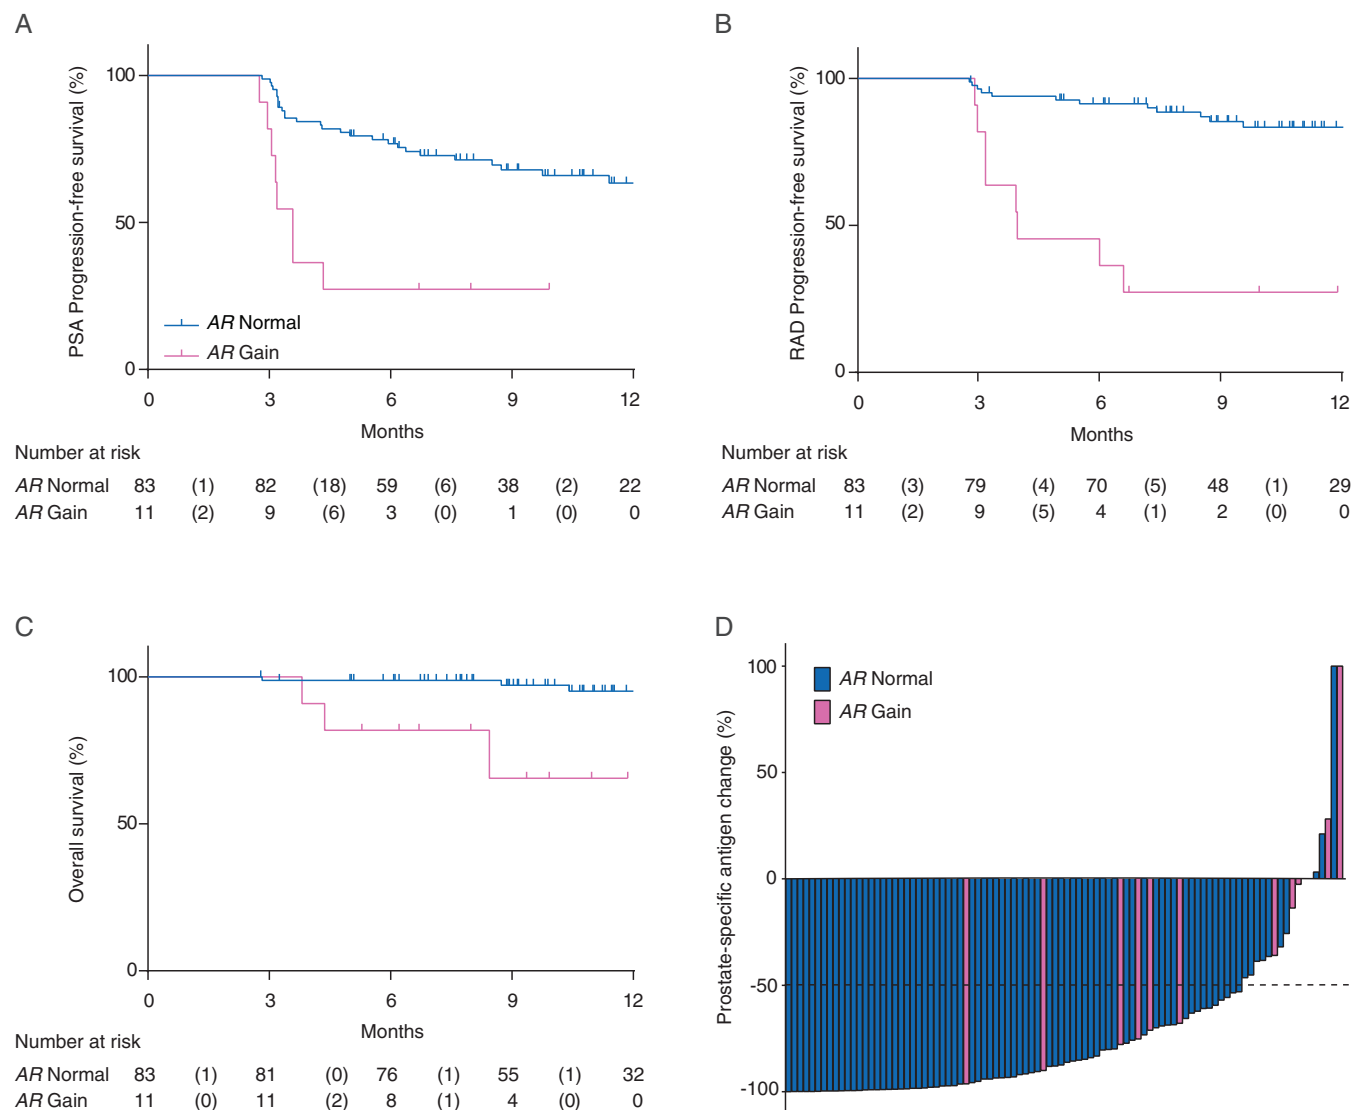 A
PSA Progression-free survival (%)
100
50
0
AR Normal
AR Gain
0 3 6 9 12
Months
Number at risk
AR Normal 83 (1) 82 (18) 59 (6) 38 (2) 22
AR Gain 11 (2) 9 (6) 3 (0) 1 (0) 0
B
RAD Progression-free survival (%)
100
50
0
0 3 6 9 12
Months
Number at risk
AR Normal 83 (3) 79 (4) 70 (5) 48 (1) 29
AR Gain 11 (2) 9 (5) 4 (1) 2 (0) 0
C
Overall survival (%)
100
50
0
0 3 6 9 12
Months
Number at risk
AR Normal 83 (1) 81 (0) 76 (1) 55 (1) 32
AR Gain 11 (0) 11 (2) 8 (1) 4 (0) 0
D
Prostate-specific antigen change (%)
100
50
0
-50
-100
AR Normal
AR Gain